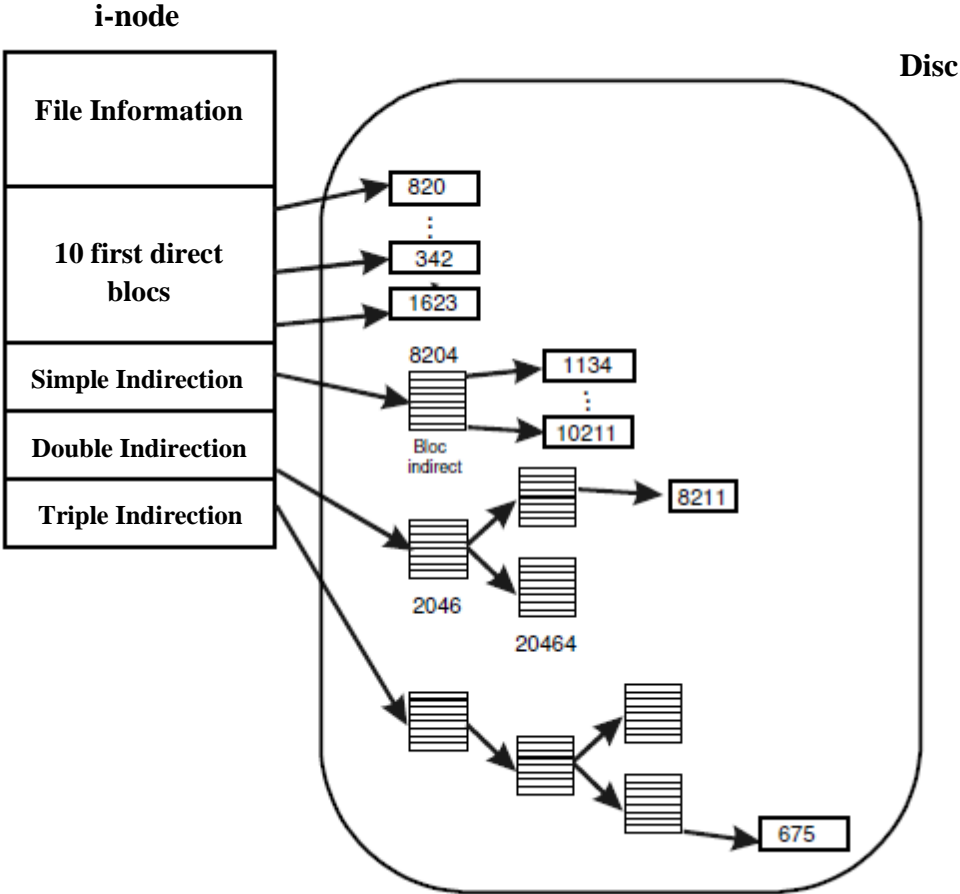 i-node
Disc
File Information
10 first direct
blocs
Simple Indirection
Double Indirection
Triple Indirection
820
342
1623
8204
Bloc
indirect
1134
10211
8211
2046
20464
675